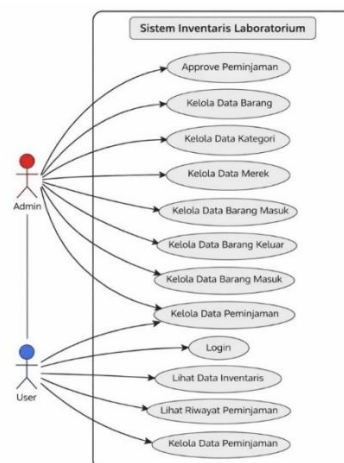 Sistem Inventaris Laboratorium
Approve Peminjaman
Kelola Data Barang
Kelola Data Kategori
Kelola Data Merek
Admin
Kelola Data Barang Masuk
Kelola Data Barang Keluar
Kelola Data Barang Masuk
Kelola Data Peminjaman
Login
Lihat Data Inventaris
User
Lihat Riwayat Peminjaman
Kelola Data Peminjaman